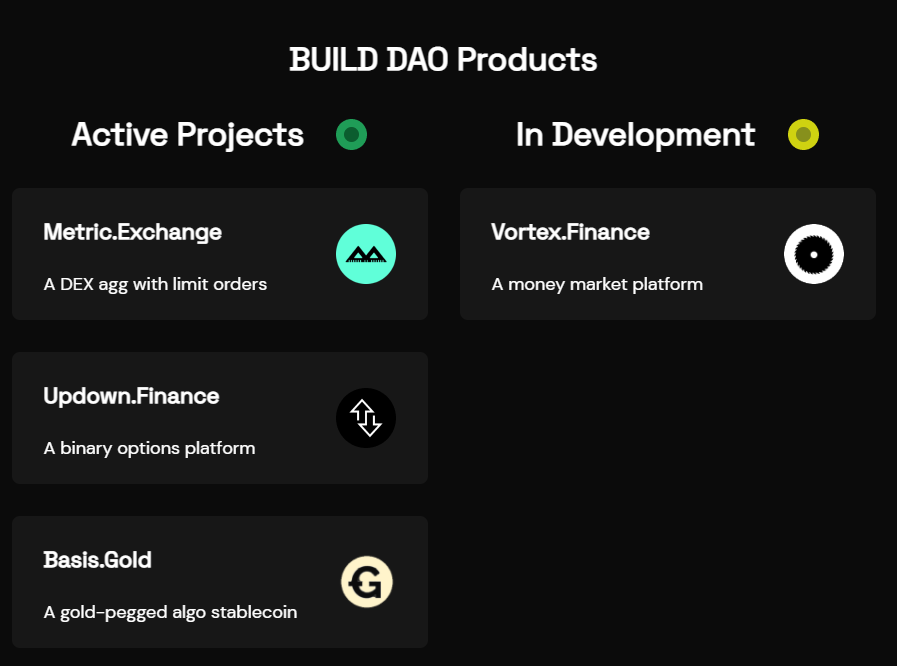 BUILD DAO Products
Active Projects
Metric.Exchange
A DEX agg with limit orders
Updown.Finance
A binary options platform
Basis.Gold
A gold-pegged algo stablecoin
G
In Development
Vortex.Finance
A money market platform